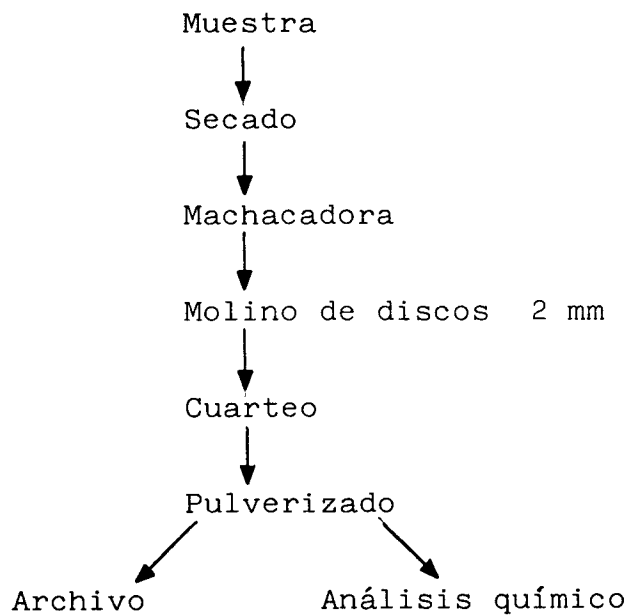 Muestra
Secado
Machacadora
Molino de discos 2 mm
Cuarteo
Pulverizado
Archivo
Análisis químico